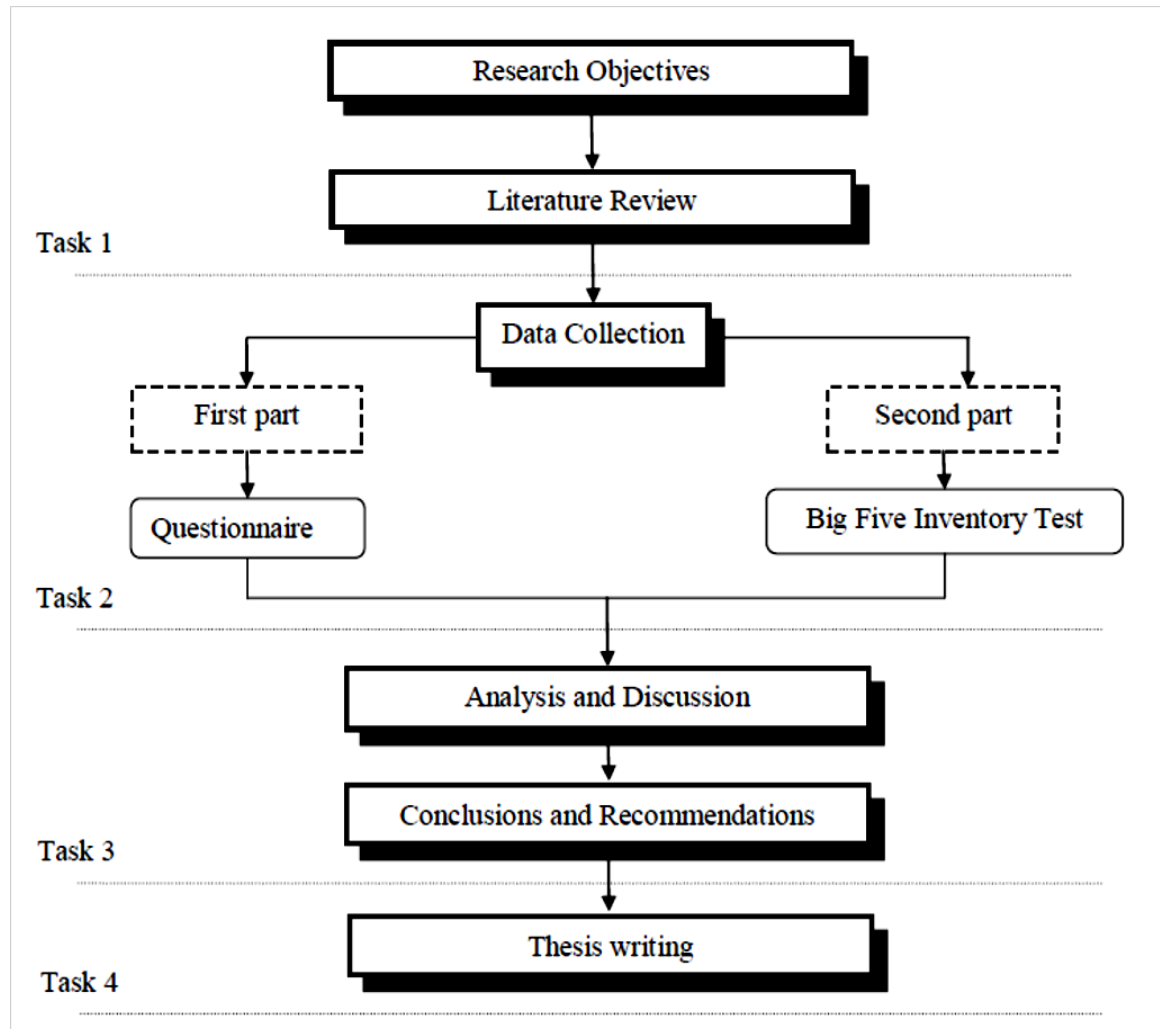 Research Objectives
Literature Review
Task 1
Data Collection
First part
Second part
Questionnaire
Big Five Inventory Test
Task 2
Analysis and Discussion
Conclusions and Recommendations
Task 3
Thesis writing
Task 4